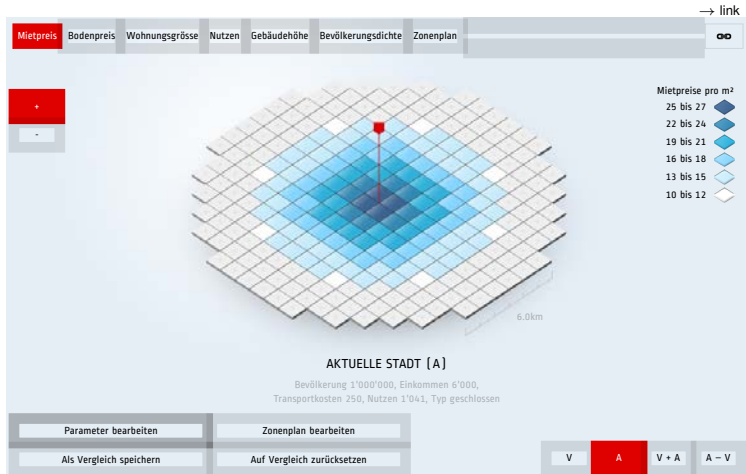 → link
Mietpreis Bodenpreis Wohnungsgrösse Nutzen Gebäudehöhe Bevölkerungsdichte Zonenplan
+
-
Mietpreise pro m²
25 bis 27
22 bis 24
19 bis 21
16 bis 18
13 bis 15
10 bis 12
6.0km
AKTUELLE STADT (A)
Bevölkerung 1'000'000, Einkommen 6'000,
Transportkosten 250, Nutzen 1'041, Typ geschlossen
Parameter bearbeiten Zonenplan bearbeiten
Als Vergleich speichern Auf Vergleich zurücksetzen
V A V + A A – V